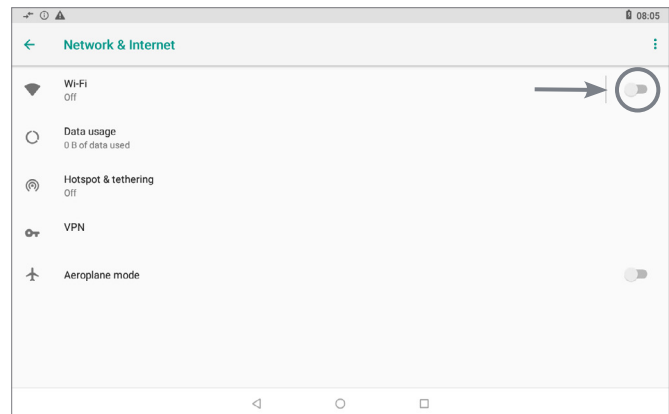 08:05
Network & Internet
Wi-Fi
Off
Data usage
0 B of data used
Hotspot & tethering
Off
VPN
Aeroplane mode